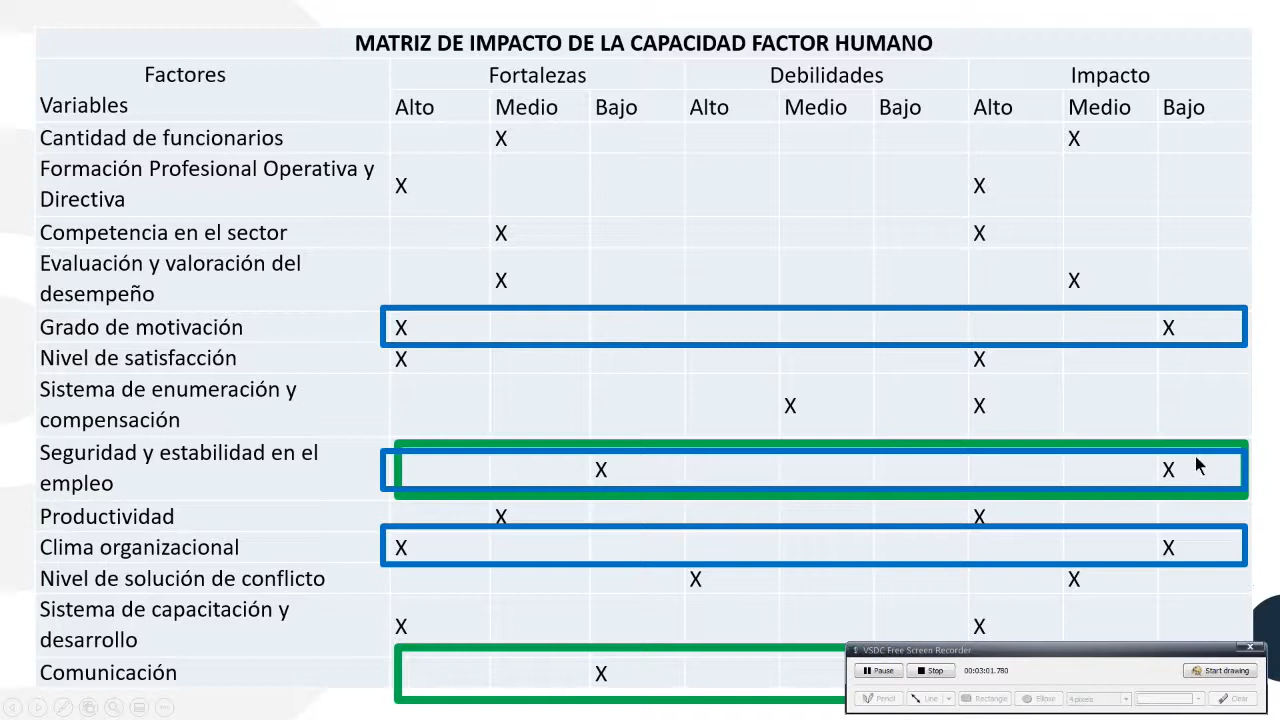 MATRIZ DE IMPACTO DE LA CAPACIDAD FACTOR HUMANO
Factores Fortalezas Debilidades Impacto
Variables Alto Medio Bajo Alto Medio Bajo Alto Medio Bajo
Cantidad de funcionarios X X
Formación Profesional Operativa y
Directiva X X
Competencia en el sector X X
Evaluación y valoración del
desempeño X X
Grado de motivación X X
Nivel de satisfacción X X
Sistema de enumeración y
compensación X X
Seguridad y estabilidad en el
empleo X X
Productividad X X
Clima organizacional X X
Nivel de solución de conflicto X X
Sistema de capacitación y
desarrollo X X
Comunicación X
VSDC Free Screen Recorder
Pause Stop 00:03:01.780 Start drawing
Pencil Line Rectangle Ellipse 4 pixels Clear